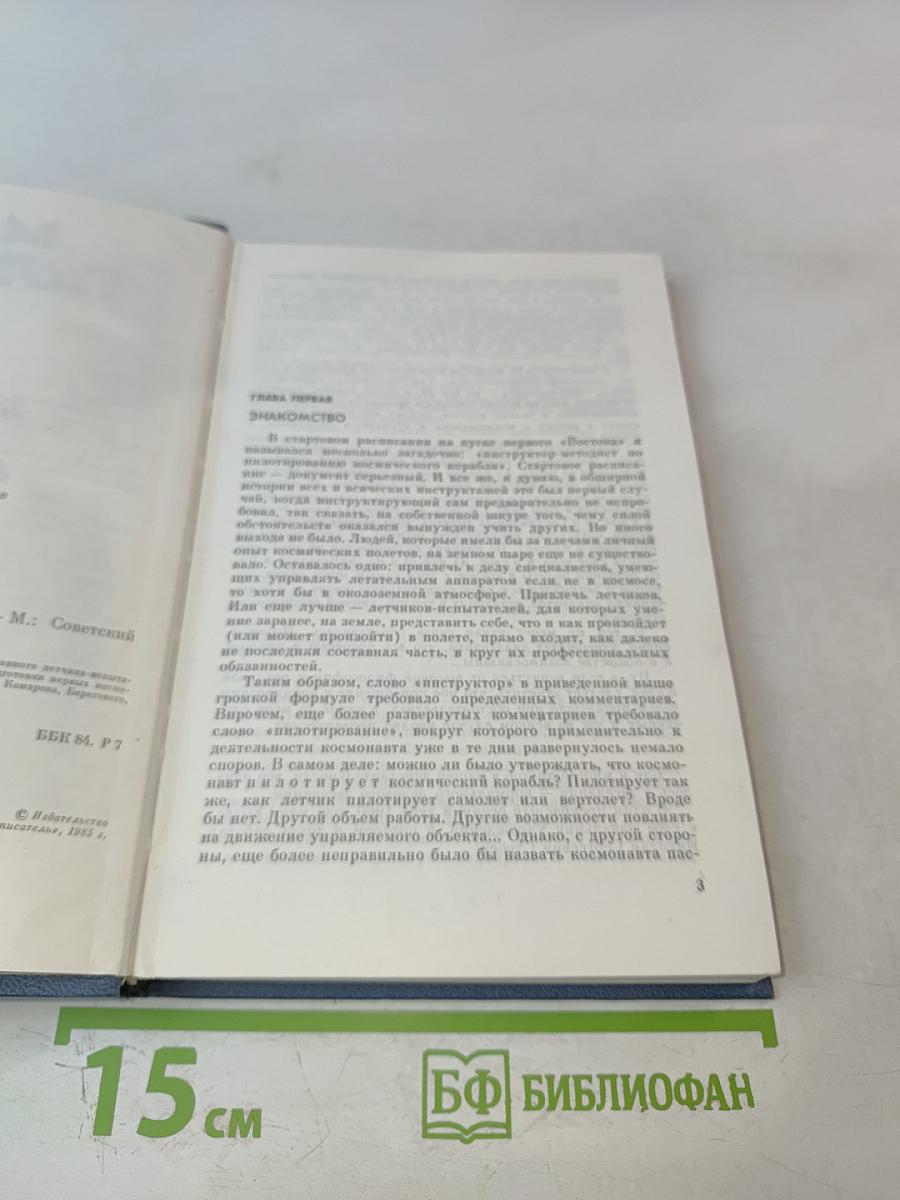 М.: Советский
енного летчика-испыта-
дготовки первых космо-
Комарова, Берегового,
ББК 84. Р 7
© Издательство
писатель», 1985 г.
ГЛАВА ПЕРВАЯ
ЗНАКОМСТВО
В стартовом расписании на пуске первого «Востока» я
назывался несколько загадочно: «инструктор-методист по
пилотированию космического корабля». Стартовое расписа-
ние — документ серьезный. И все же, я думаю, в обширной
истории всех и всяческих инструктажей это был первый слу-
чай, когда инструктирующий сам предварительно не испро-
бовал, так сказать, на собственной шкуре того, чему силой
обстоятельств оказался вынужден учить других. Но иного
выхода не было. Людей, которые имели бы за плечами личный
опыт космических полетов, на земном шаре еще не существо-
вало. Оставалось одно: привлечь к делу специалистов, умею-
щих управлять летательным аппаратом если не в космосе,
то хотя бы в околоземной атмосфере. Привлечь летчиков.
Или еще лучше — летчиков-испытателей, для которых уме-
ние заранее, на земле, представить себе, что и как произойдет
(или может произойти) в полете, прямо входит, как далеко
не последняя составная часть, в круг их профессиональных
обязанностей.
Таким образом, слово «инструктор» в приведенной выше
громкой формуле требовало определенных комментариев.
Впрочем, еще более развернутых комментариев требовало
слово «пилотирование», вокруг которого применительно к
деятельности космонавта уже в те дни развернулось немало
споров. В самом деле: можно ли было утверждать, что космо-
навт п и л о т и р у е т космический корабль? Пилотирует так
же, как летчик пилотирует самолет или вертолет? Вроде
бы нет. Другой объем работы. Другие возможности повлиять
на движение управляемого объекта... Однако, с другой сторо-
ны, еще более неправильно было бы назвать космонавта пас-
3
15 см
БФ БИБЛИОФАН